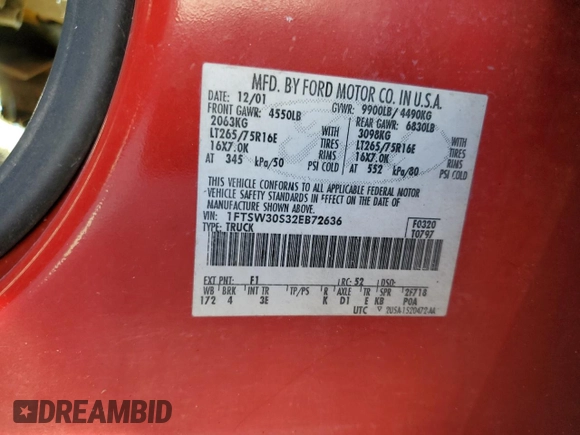 MFD. BY FORD MOTOR CO. IN U.S.A.
DATE: 12/01 GVWR: 9900LB/ 4490KG
FRONT GAWR: 4550LB REAR GAWR: 6830LB
2063KG WITH 3098KG WITH
LT265/75R16E TIRES LT265/75R16E TIRES
16X7.0K RIMS 16X7.0K RIMS
AT 345 kPa/50 PSI COLD AT 552 kPa/80 PSI COLD
THIS VEHICLE CONFORMS TO ALL APPLICABLE FEDERAL MOTOR
VEHICLE SAFETY STANDARDS IN EFFECT ON THE DATE OF
MANUFACTURE SHOWN ABOVE.
VIN: 1FTSW30S32EB72636 F0320
TYPE: TRUCK T0797
EXT PNT: F1 RC: 52 DSO:
WB BRK INT TR TP/PS R AXLE TR SPR 25716
172 4 3E K D1 E KB POA
UTC
DREAMBID